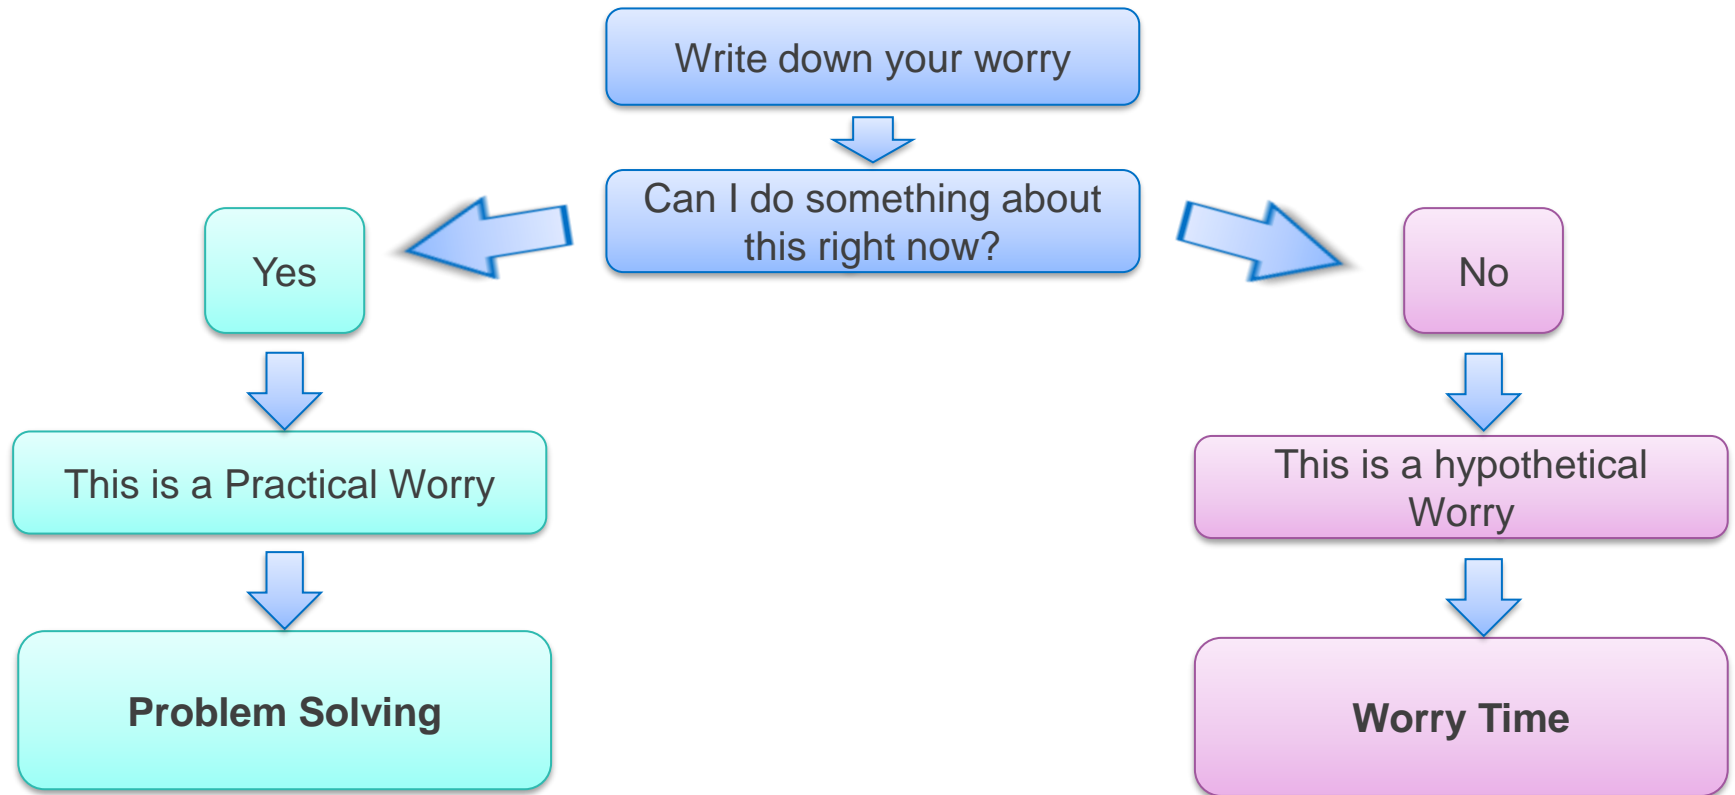 Write down your worry
Can I do something about
this right now?
Yes
No
This is a Practical Worry
This is a hypothetical
Worry
Problem Solving
Worry Time